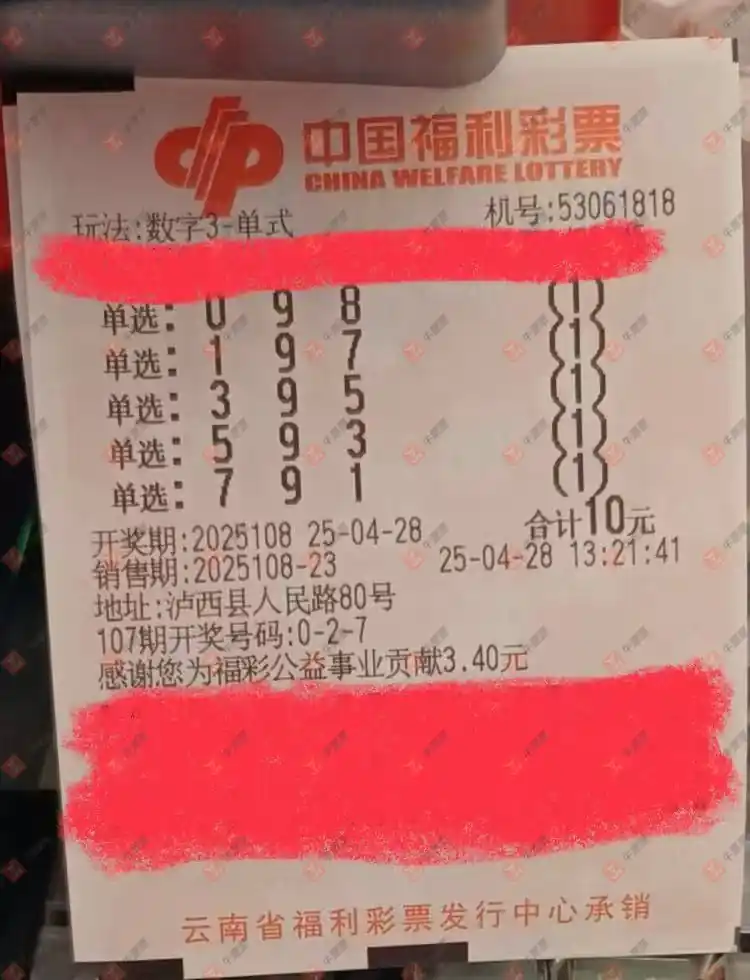 中国福利彩票
CHINA WELFARE LOTTERY
玩法:数字3-单式 机号:53061818
单选: 0 9 8 (1)
单选: 1 9 7 (1)
单选: 3 9 5 (1)
单选: 5 9 3 (1)
单选: 7 9 1 (1)
合计10元
开奖期:2025108 25-04-28
销售期:2025108-23 25-04-28 13:21:41
地址:泸西县人民路80号
107期开奖号码:0-2-7
感谢您为福彩公益事业贡献3.40元
云南省福利彩票发行中心承销